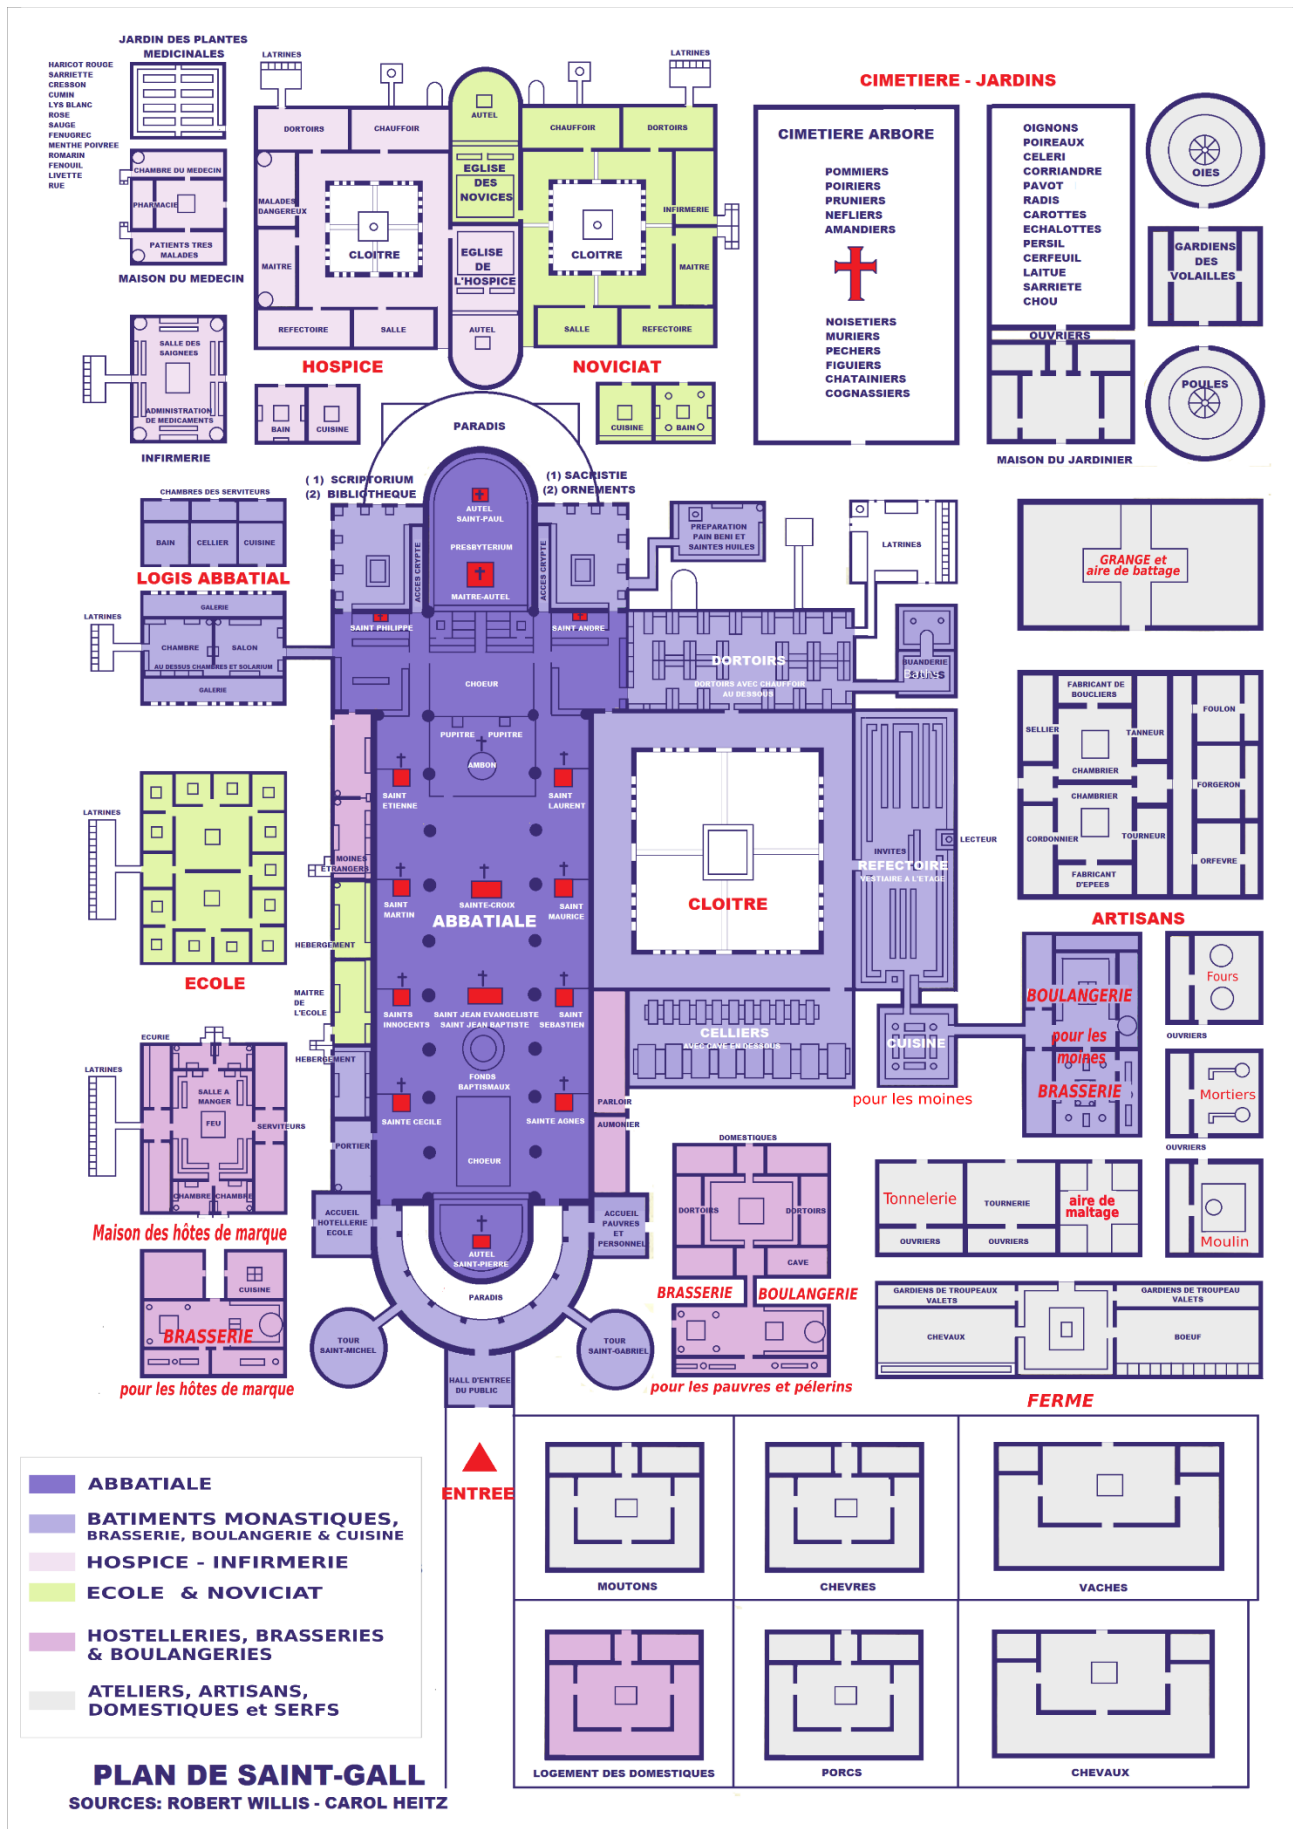 JARDIN DES PLANTES
MEDICINALES
HARICOT ROUGE
SARRIETTE
CRESSON
CUMIN
LYS BLANC
ROSE
SAUGE
FENUGREC
MENTHE POIVREE
ROMARIN
FENOUIL
LIVETTE
RUE
CHAMBRE DU MEDECIN
PHARMACIE
PATIENTS TRES
MALADES
MAISON DU MEDECIN
SALLE DES
SAIGNEES
ADMINISTRATION
DE MEDICAMENTS
INFIRMERIE
LATRINES
DORTOIRS
CHAUFFOIR
MALADES
DANGEREUX
MAITRE
CLOITRE
REFECTOIRE
SALLE
HOSPICE
BAIN
CUISINE
AUTEL
EGLISE
DES
NOVICES
EGLISE
DE
L'HOSPICE
AUTEL
LATRINES
CHAUFFOIR
DORTOIRS
INFIRMERIE
CLOITRE
MAITRE
SALLE
REFECTOIRE
NOVICIAT
CUISINE
BAIN
CIMETIERE - JARDINS
CIMETIERE ARBORE
POMMIERS
POIRIERS
PRUNIERS
NEFLIERS
AMANDIERS
NOISETIERS
MURIERS
PECHERS
FIGUIERS
CHATAINIERS
COGNASSIERS
OIGNONS
POIREAUX
CELERI
CORRIANDRE
PAVOT
RADIS
CAROTTES
ECHALOTTES
PERSIL
CERFEUIL
LAITUE
SARRIETE
CHOU
OUVRIERS
MAISON DU JARDINIER
OIES
GARDIENS
DES
VOLAILLES
POULES
PARADIS
( 1) SCRIPTORIUM
(2) BIBLIOTHEQUE
(1) SACRISTIE
(2) ORNEMENTS
AUTEL
SAINT-PAUL
PRESBYTERIUM
MAITRE-AUTEL
ACCES CRYPTE
ACCES CRYPTE
SAINT PHILIPPE
SAINT ANDRE
CHOEUR
PUPITRE
PUPITRE
AMBON
SAINT
ETIENNE
SAINT
LAURENT
SAINT
MARTIN
SAINTE-CROIX
SAINT
MAURICE
ABBATIALE
SAINTS
INNOCENTS
SAINT JEAN EVANGELISTE
SAINT JEAN BAPTISTE
SAINT
SEBASTIEN
FONDS
BAPTISMAUX
SAINTE CECILE
SAINTE AGNES
CHOEUR
AUTEL
SAINT-PIERRE
PARADIS
CHAMBRES DES SERVITEURS
BAIN
CELLIER
CUISINE
LOGIS ABBATIAL
GALERIE
LATRINES
CHAMBRE
SALON
AU DESSUS CHAMBRES ET SOLARIUM
GALERIE
LATRINES
ECOLE
MOINES
ETRANGERS
HEBERGEMENT
MAITRE
DE
L'ECOLE
HEBERGEMENT
PORTIER
ACCUEIL
HOTELLERIE
ECOLE
ECURIE
LATRINES
SALLE A
MANGER
FEU
SERVITEURS
CHAMBRE
CHAMBRE
Maison des hôtes de marque
CUISINE
BRASSERIE
pour les hôtes de marque
TOUR
SAINT-MICHEL
TOUR
SAINT-GABRIEL
HALL D'ENTREE
DU PUBLIC
ENTREE
PREPARATION
PAIN BENI ET
SAINTES HUILES
LATRINES
DORTOIRS
DORTOIRS AVEC CHAUFFOIR
AU DESSOUS
BUANDERIE
CLOITRE
INVITES
LECTEUR
REFECTOIRE
VESTIAIRE A L'ETAGE
CELLIERS
AVEC CAVE EN DESSOUS
CUISINE
pour les moines
PARLOIR
AUMONIER
ACCUEIL
PAUVRES
ET
PERSONNEL
DOMESTIQUES
DORTOIRS
DORTOIRS
CAVE
BRASSERIE
BOULANGERIE
pour les pauvres et pélerins
GRANGE et
aire de battage
FABRICANT DE
BOUCLIERS
SELLIER
TANNEUR
FOULON
CHAMBRIER
CHAMBRIER
FORGERON
CORDONNIER
TOURNEUR
FABRICANT
D'EPEES
ORFEVRE
ARTISANS
BOULANGERIE
pour les
moines
BRASSERIE
Fours
OUVRIERS
Mortiers
OUVRIERS
Moulin
Tonnelerie
OUVRIERS
TOURNERIE
OUVRIERS
aire de
maltage
GARDIENS DE TROUPEAUX
VALETS
CHEVAUX
GARDIENS DE TROUPEAU
VALETS
BOEUF
FERME
MOUTONS
CHEVRES
VACHES
LOGEMENT DES DOMESTIQUES
PORCS
CHEVAUX
ABBATIALE
BATIMENTS MONASTIQUES,
BRASSERIE, BOULANGERIE & CUISINE
HOSPICE - INFIRMERIE
ECOLE & NOVICIAT
HOSTELLERIES, BRASSERIES
& BOULANGERIES
ATELIERS, ARTISANS,
DOMESTIQUES et SERFS
PLAN DE SAINT-GALL
SOURCES: ROBERT WILLIS - CAROL HEITZ